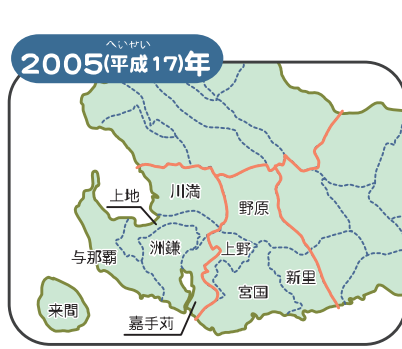 へいせい
2005(平成17)年
川満
上地
野原
洲鎌
上野
与那覇
新里
宮国
来間
嘉手苅